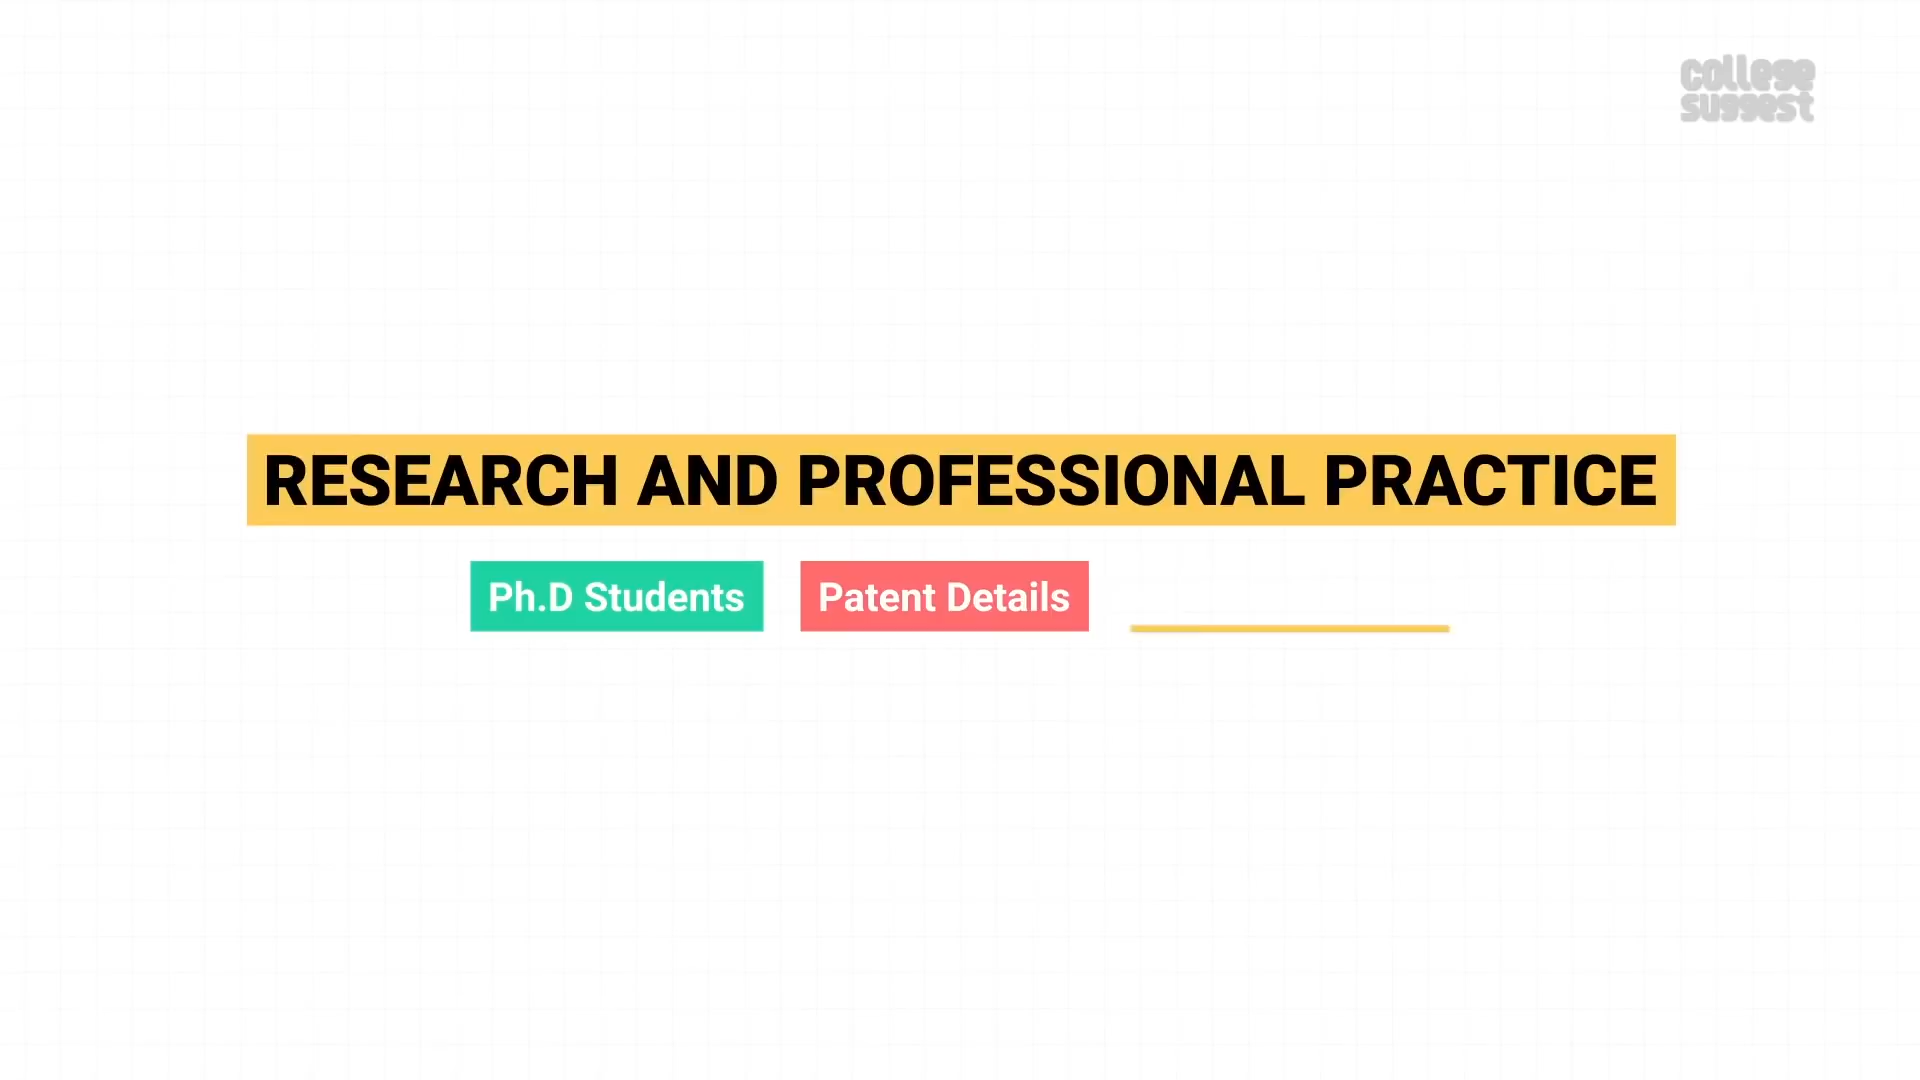 college
suggest
RESEARCH AND PROFESSIONAL PRACTICE
Ph.D Students
Patent Details